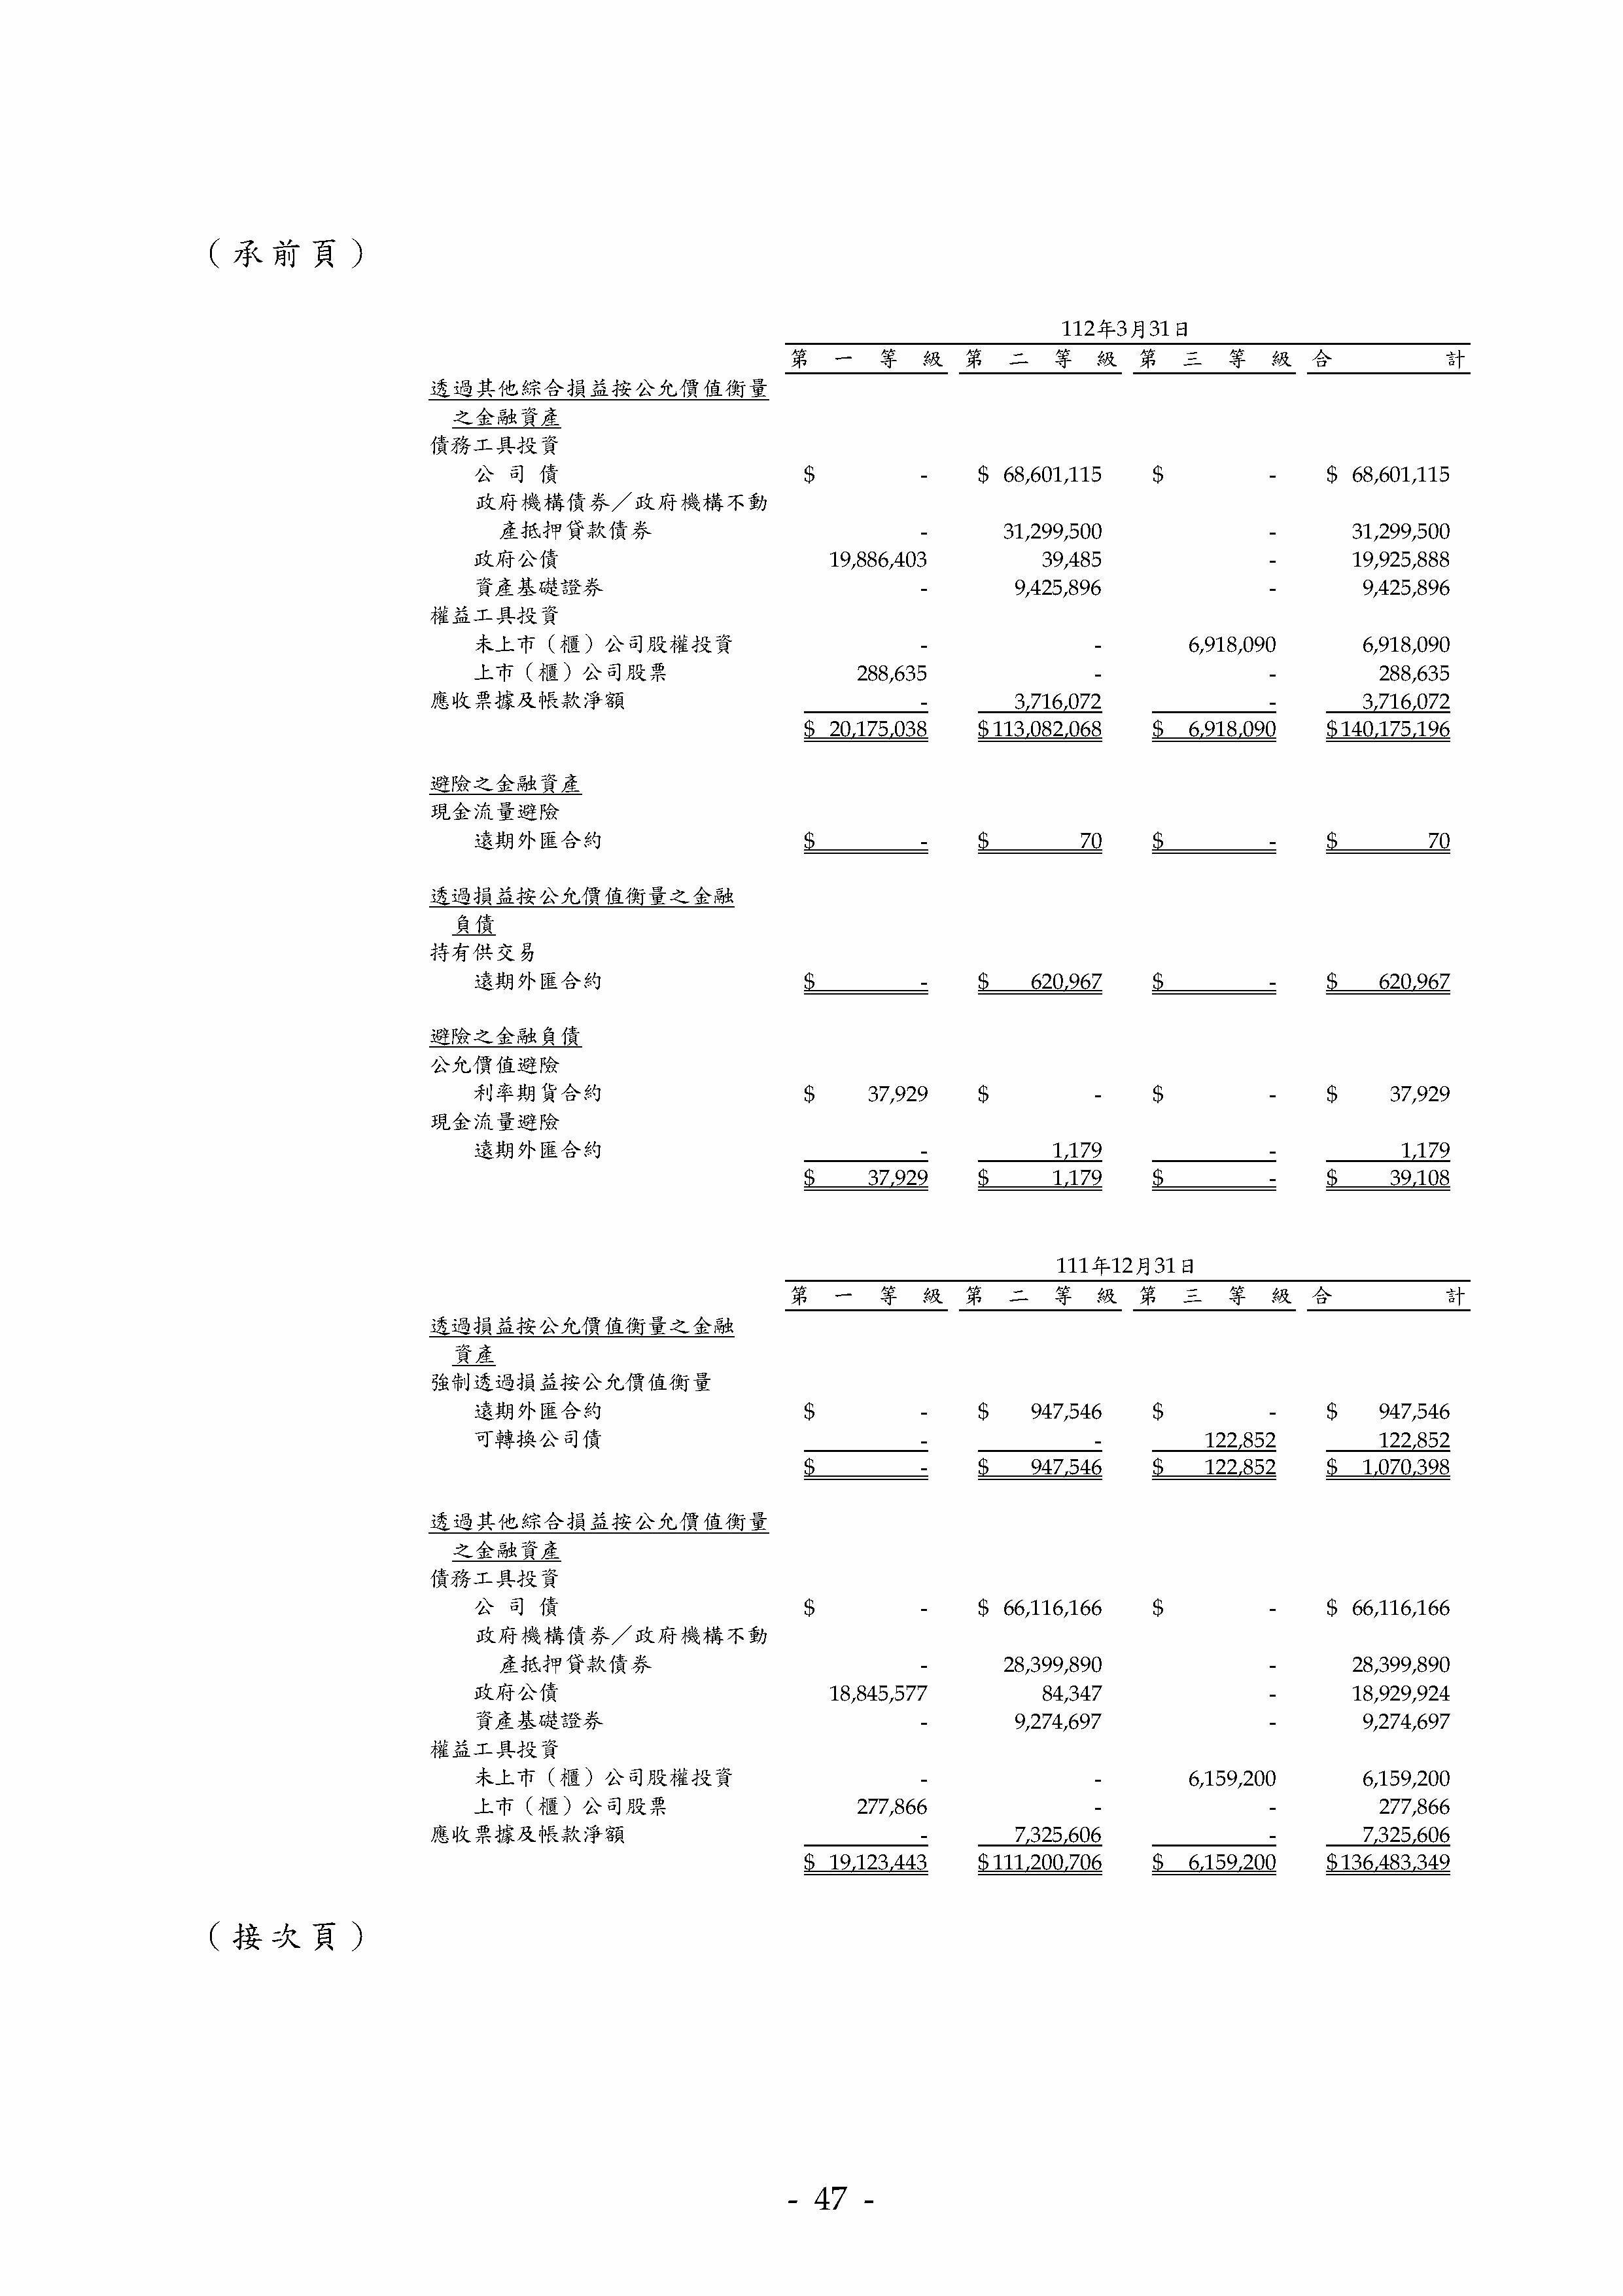 （承前頁）
112年3月31日
第一等級 第二等級 第三等級 合計
透過其他綜合損益按公允價值衡量
之金融資產
債務工具投資
公司債 $ - $ 68,601,115 $ - $ 68,601,115
政府機構債券／政府機構不動
產抵押貸款債券 - 31,299,500 - 31,299,500
政府公債 19,886,403 39,485 - 19,925,888
資產基礎證券 - 9,425,896 - 9,425,896
權益工具投資
未上市（櫃）公司股權投資 - - 6,918,090 6,918,090
上市（櫃）公司股票 288,635 - - 288,635
應收票據及帳款淨額 - 3,716,072 - 3,716,072
$ 20,175,038 $113,082,068 $ 6,918,090 $140,175,196
避險之金融資產
現金流量避險
遠期外匯合約 $ - $ 70 $ - $ 70
透過損益按公允價值衡量之金融
負債
持有供交易
遠期外匯合約 $ - $ 620,967 $ - $ 620,967
避險之金融負債
公允價值避險
利率期貨合約 $ 37,929 $ - $ - $ 37,929
現金流量避險
遠期外匯合約 - 1,179 - 1,179
$ 37,929 $ 1,179 $ - $ 39,108
111年12月31日
第一等級 第二等級 第三等級 合計
透過損益按公允價值衡量之金融
資產
強制透過損益按公允價值衡量
遠期外匯合約 $ - $ 947,546 $ - $ 947,546
可轉換公司債 - - 122,852 122,852
$ - $ 947,546 $ 122,852 $ 1,070,398
透過其他綜合損益按公允價值衡量
之金融資產
債務工具投資
公司債 $ - $ 66,116,166 $ - $ 66,116,166
政府機構債券／政府機構不動
產抵押貸款債券 - 28,399,890 - 28,399,890
政府公債 18,845,577 84,347 - 18,929,924
資產基礎證券 - 9,274,697 - 9,274,697
權益工具投資
未上市（櫃）公司股權投資 - - 6,159,200 6,159,200
上市（櫃）公司股票 277,866 - - 277,866
應收票據及帳款淨額 - 7,325,606 - 7,325,606
$ 19,123,443 $111,200,706 $ 6,159,200 $136,483,349
（接次頁）
- 47 -